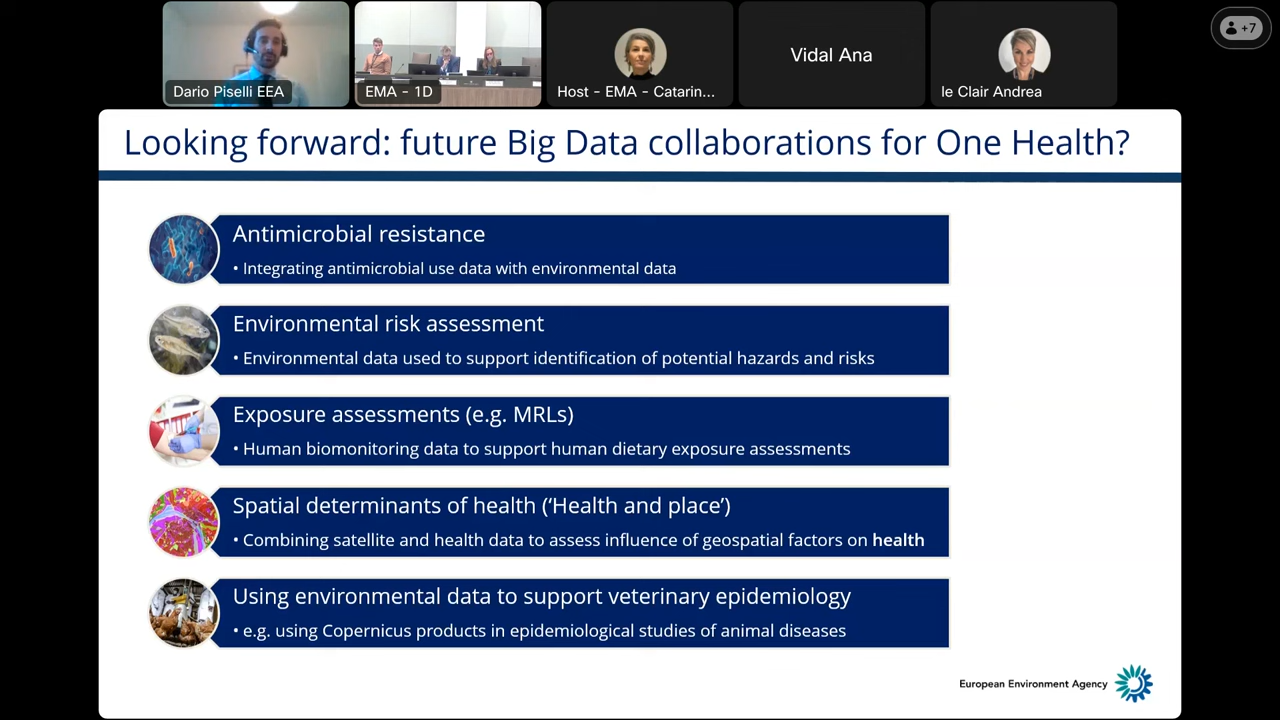 Dario Piselli EEA
EMA - 1D
Host - EMA - Catarin...
Vidal Ana
le Clair Andrea
+7
Looking forward: future Big Data collaborations for One Health?
Antimicrobial resistance
• Integrating antimicrobial use data with environmental data
Environmental risk assessment
• Environmental data used to support identification of potential hazards and risks
Exposure assessments (e.g. MRLs)
• Human biomonitoring data to support human dietary exposure assessments
Spatial determinants of health (‘Health and place’)
• Combining satellite and health data to assess influence of geospatial factors on health
Using environmental data to support veterinary epidemiology
• e.g. using Copernicus products in epidemiological studies of animal diseases
European Environment Agency